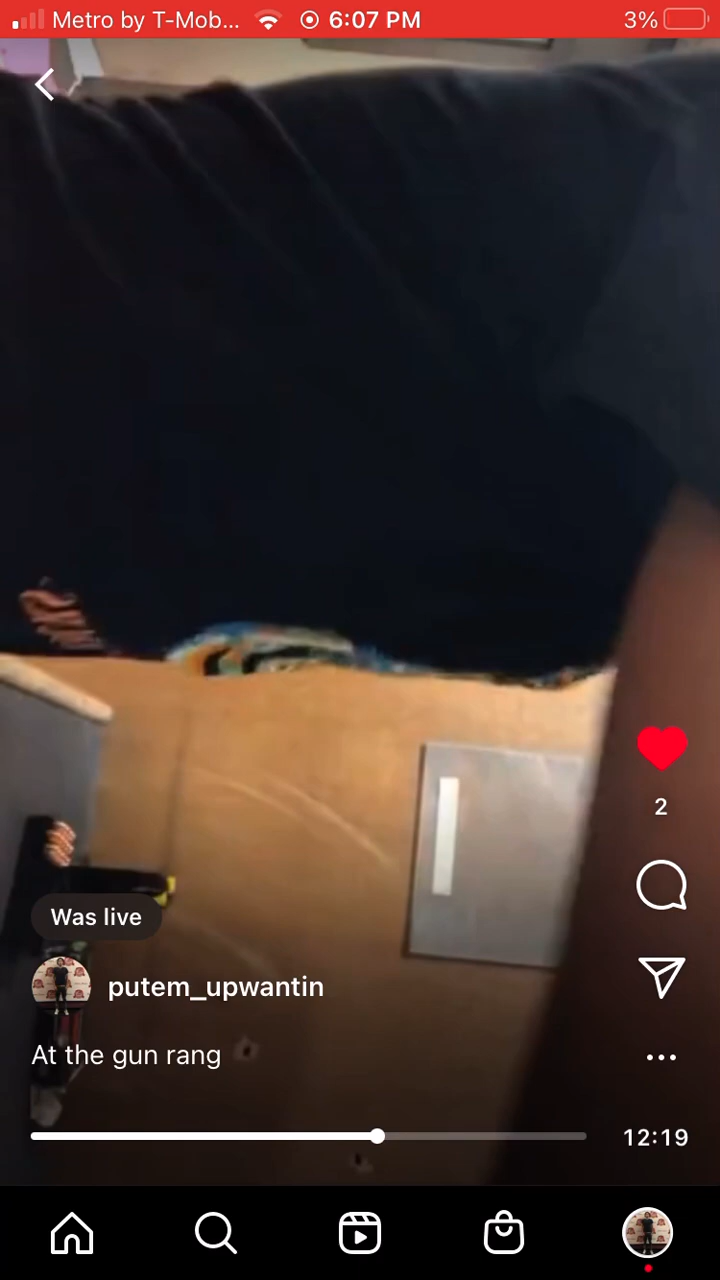 Metro by T-Mob... 6:07 PM 3%
Was live
putem_upwantin
2
At the gun rang
12:19